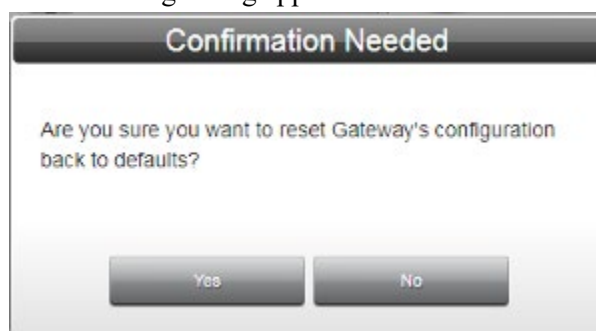 Confirmation Needed
Are you sure you want to reset Gateway's configuration
back to defaults?
Yes
No